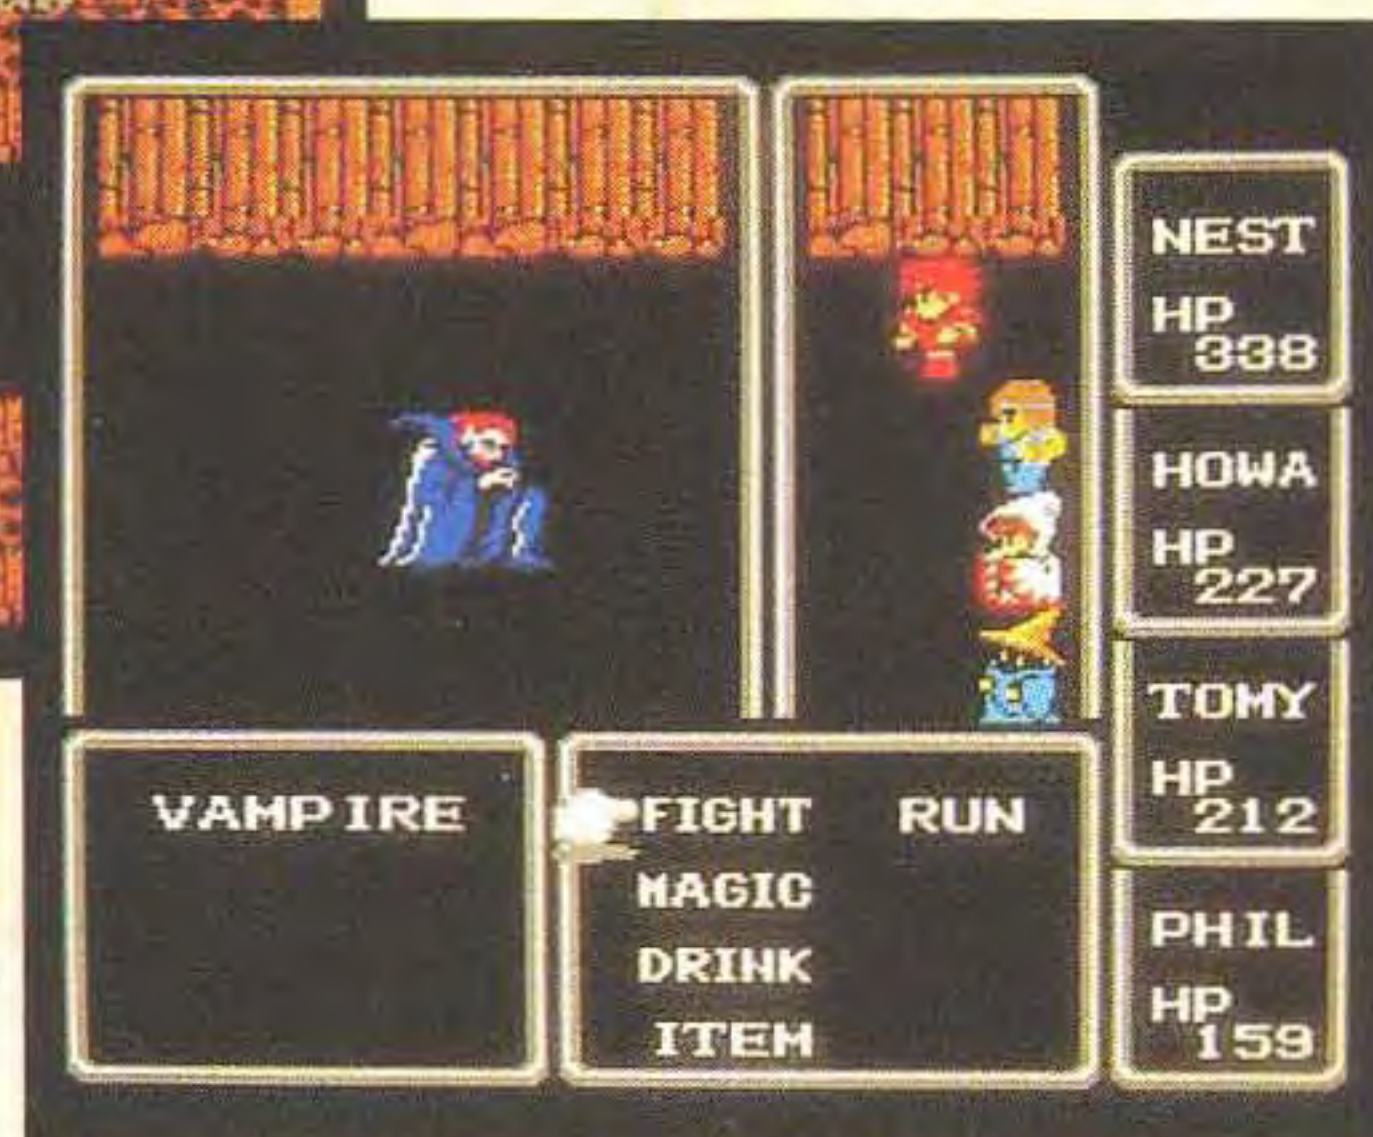 NEST
HP
338
HOWA
HP
227
TOMY
HP
212
PHIL
HP
159
VAMPIRE
FIGHT RUN
MAGIC
DRINK
ITEM